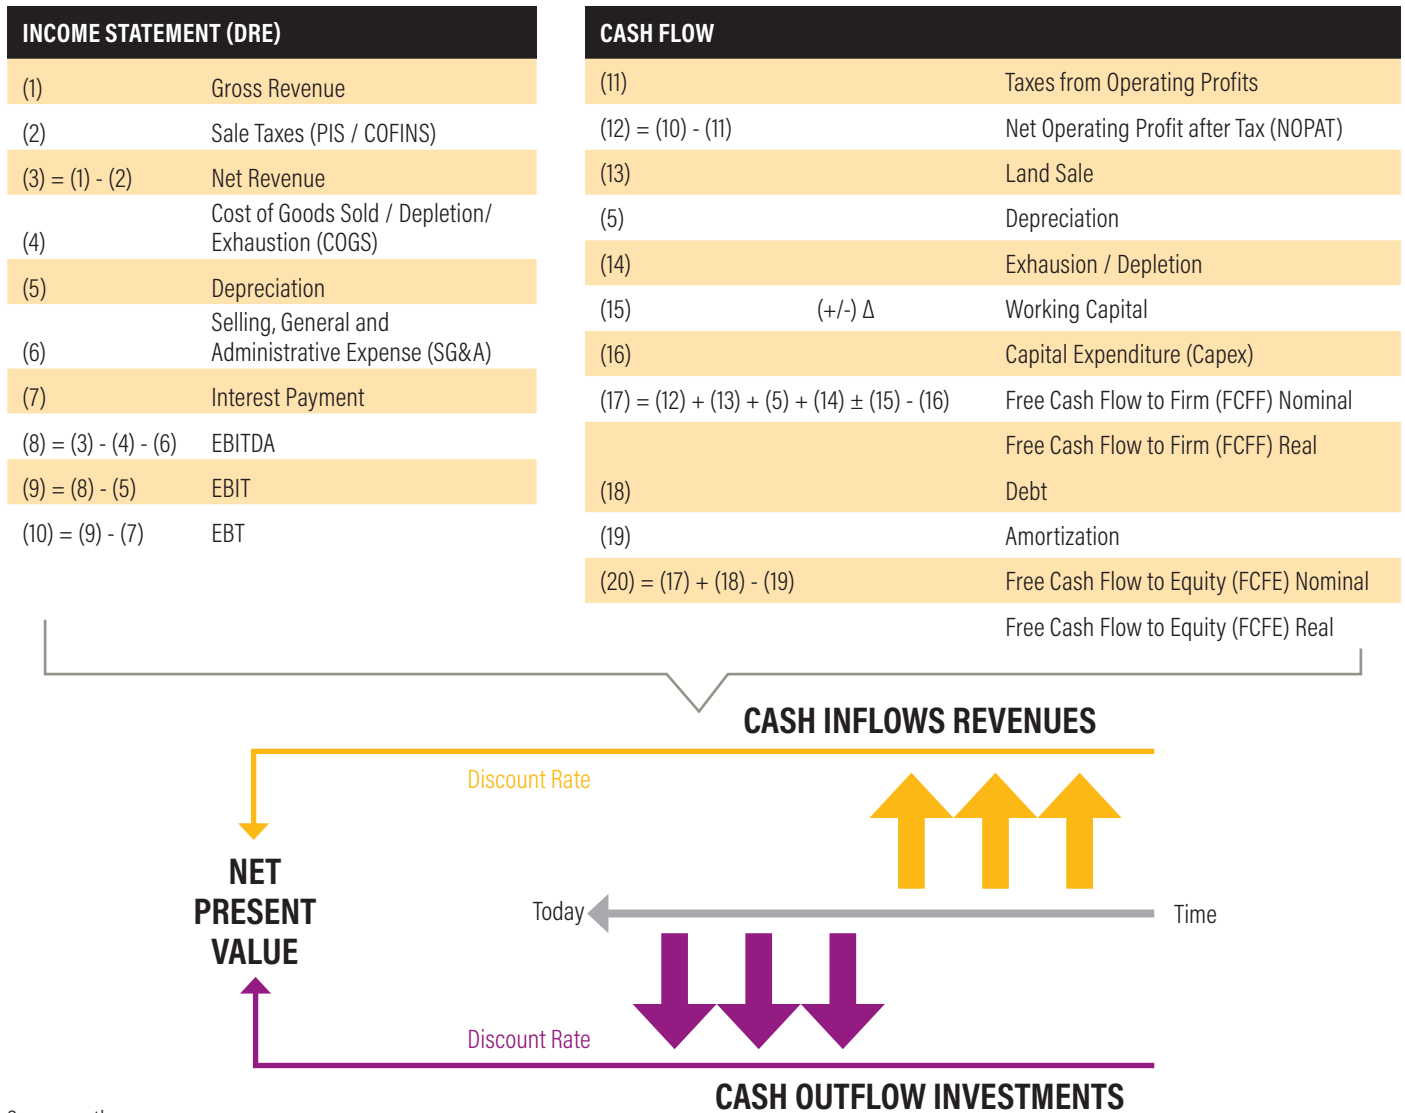 INCOME STATEMENT (DRE)
(1) Gross Revenue
(2) Sale Taxes (PIS / COFINS)
(3) = (1) - (2) Net Revenue
Cost of Goods Sold / Depletion/
(4) Exhaustion (COGS)
(5) Depreciation
Selling, General and
(6) Administrative Expense (SG&A)
(7) Interest Payment
(8) = (3) - (4) - (6) EBITDA
(9) = (8) - (5) EBIT
(10) = (9) - (7) EBT
CASH FLOW
(11) Taxes from Operating Profits
(12) = (10) - (11) Net Operating Profit after Tax (NOPAT)
(13) Land Sale
(5) Depreciation
(14) Exhausion / Depletion
(15) (+/-) Δ Working Capital
(16) Capital Expenditure (Capex)
(17) = (12) + (13) + (5) + (14) ± (15) - (16) Free Cash Flow to Firm (FCFF) Nominal
Free Cash Flow to Firm (FCFF) Real
(18) Debt
(19) Amortization
(20) = (17) + (18) - (19) Free Cash Flow to Equity (FCFE) Nominal
Free Cash Flow to Equity (FCFE) Real
CASH INFLOWS REVENUES
Discount Rate
NET
PRESENT
VALUE
Today
Time
Discount Rate
CASH OUTFLOW INVESTMENTS